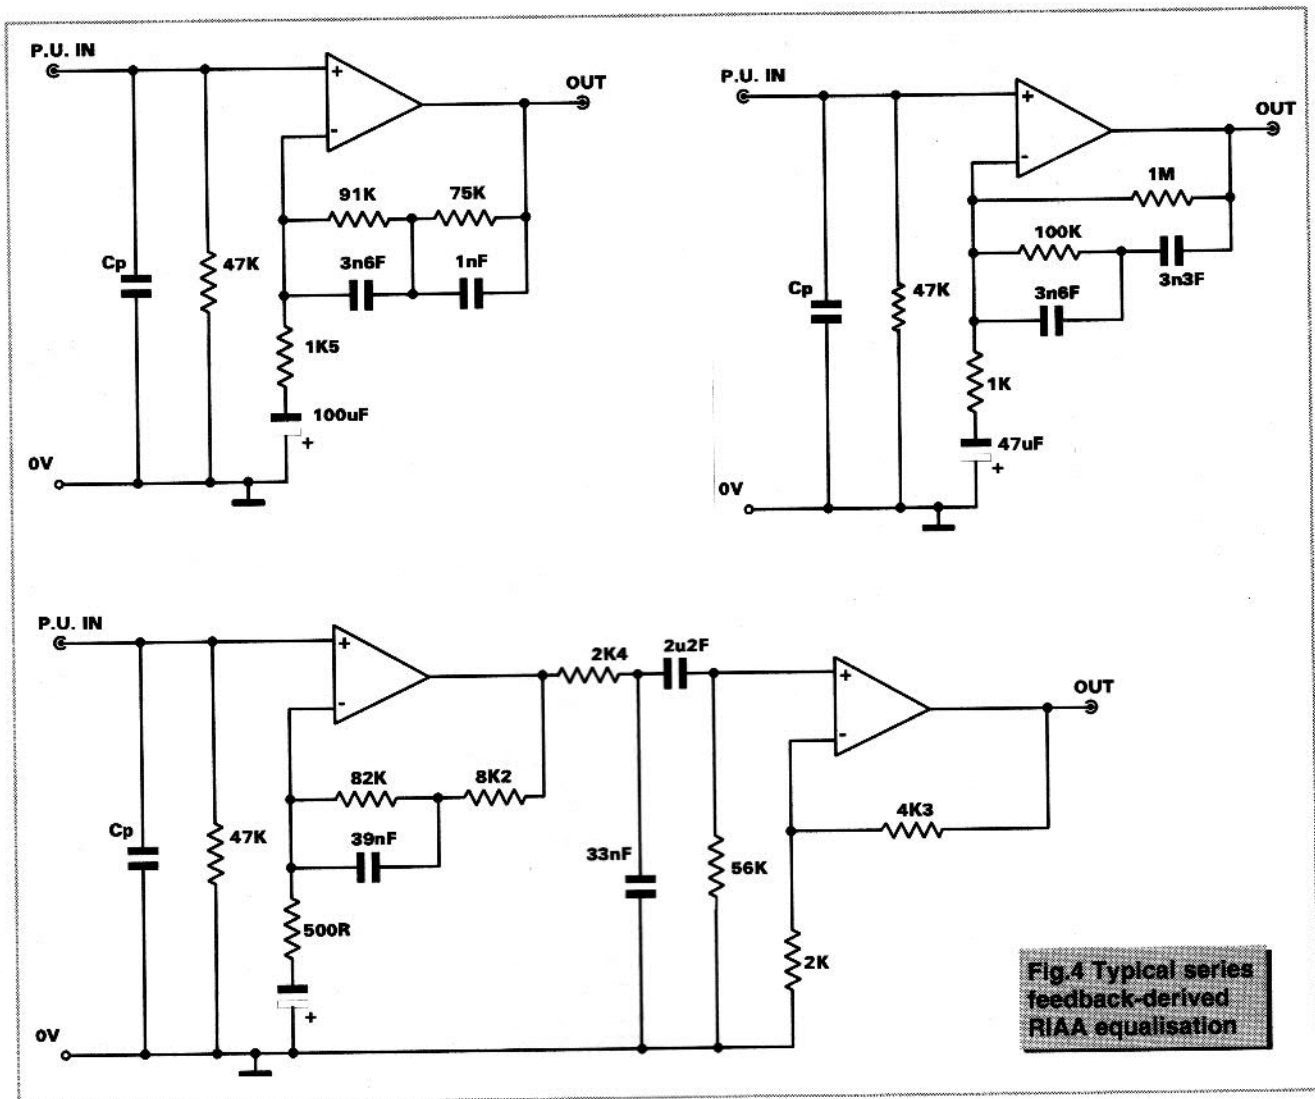 P.U. IN
OUT
91K
75K
Cp
47K
3n6F
1nF
1K5
100uF
+
-
+
0V
P.U. IN
OUT
1M
100K
3n3F
Cp
47K
3n6F
1K
47uF
+
-
+
0V
P.U. IN
2K4
2u2F
OUT
82K
8K2
4K3
Cp
47K
39nF
33nF
56K
500R
2K
+
-
+
+
-
0V
Fig.4 Typical series
feedback-derived
RIAA equalisation